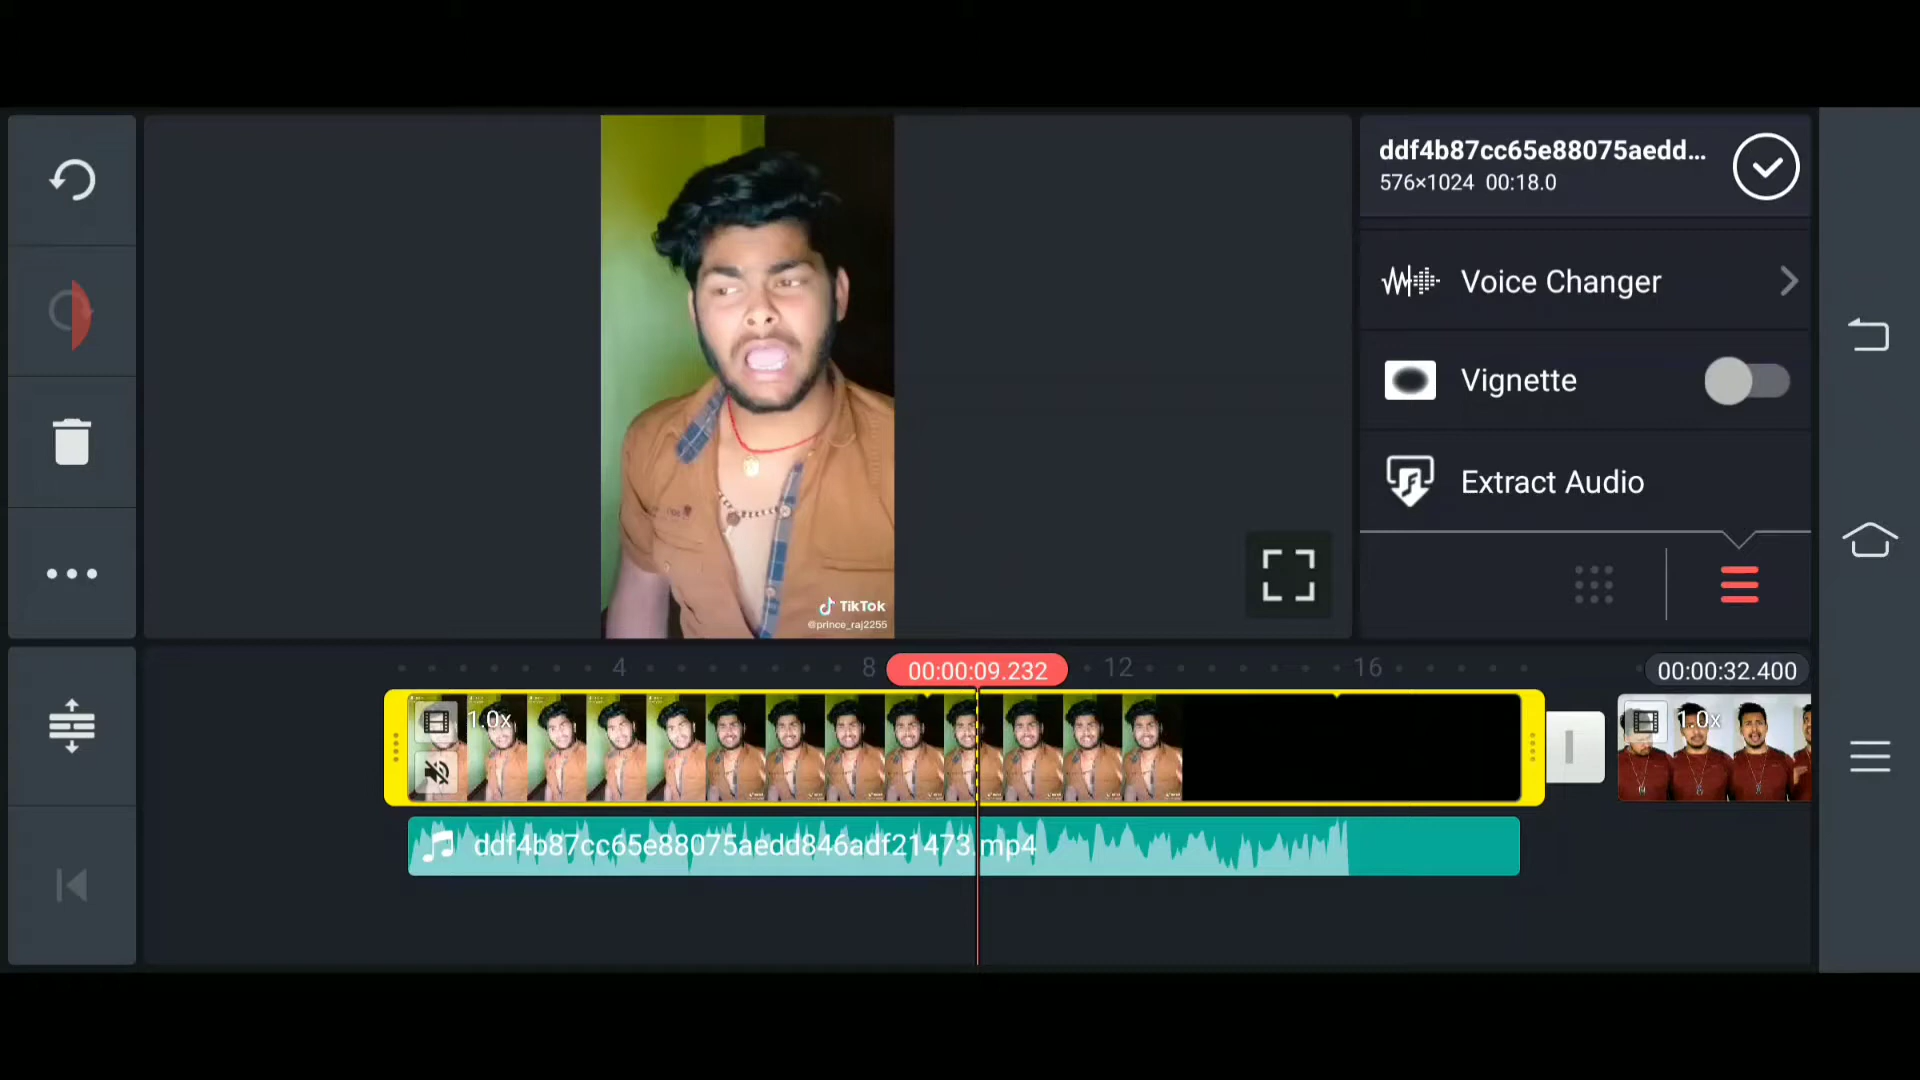 ddf4b87cc65e88075aedd...
576×1024 00:18.0
Voice Changer
Vignette
Extract Audio
TikTok
@prince_raj2255
4
8
00:00:09.232
12
16
00:00:32.400
1.0x
1.0x
ddf4b87cc65e88075aedd846adf21473.mp4